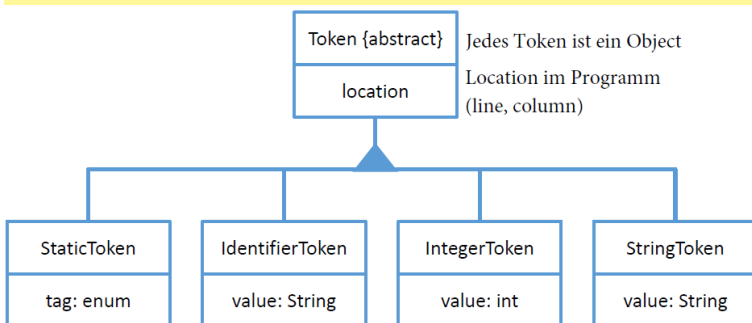 Token {abstract}
Jedes Token ist ein Object
location
Location im Programm
(line, column)
StaticToken
IdentifierToken
IntegerToken
StringToken
tag: enum
value: String
value: int
value: String